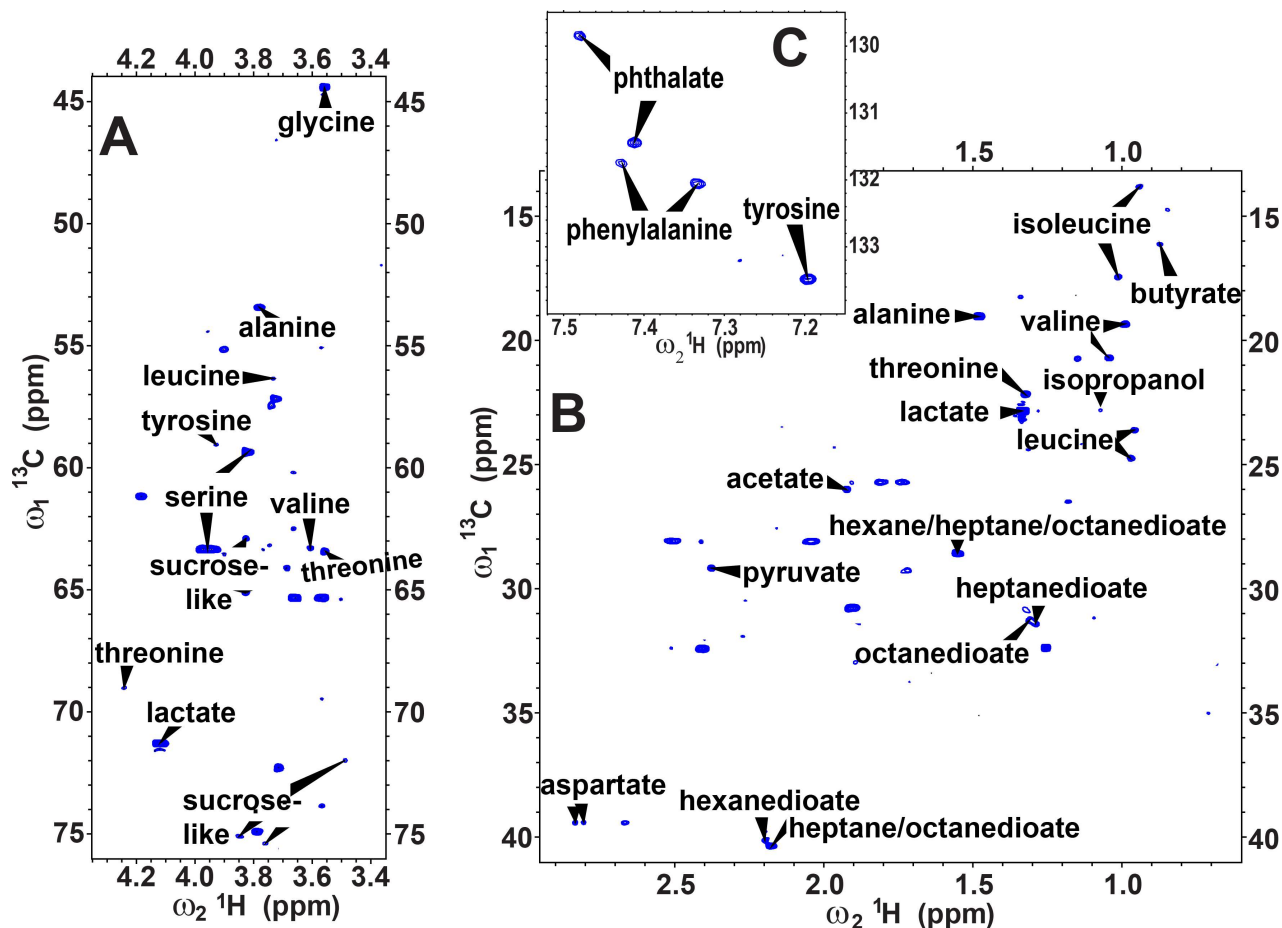 4.2 4.0 3.8 3.6 3.4
A
45
50
55
60
65
70
75
ω₁ ¹³C (ppm)
glycine
alanine
leucine
tyrosine
serine
valine
sucrose-
like
threonine
threonine
lactate
sucrose-
like
45
50
55
60
65
70
75
4.2 4.0 3.8 3.6 3.4
ω₂ ¹H (ppm)
C
phthalate
phenylalanine
tyrosine
130
131
132
133
7.5 7.4 7.3 7.2
ω₂ ¹H (ppm)
1.5 1.0
B
15
20
25
30
35
40
ω₁ ¹³C (ppm)
isoleucine
butyrate
alanine
valine
threonine
isopropanol
lactate
leucine
acetate
hexane/heptane/octanedioate
pyruvate
heptanedioate
octanedioate
aspartate
hexanedioate
heptane/octanedioate
15
20
25
30
35
40
2.5 2.0 1.5 1.0
ω₂ ¹H (ppm)